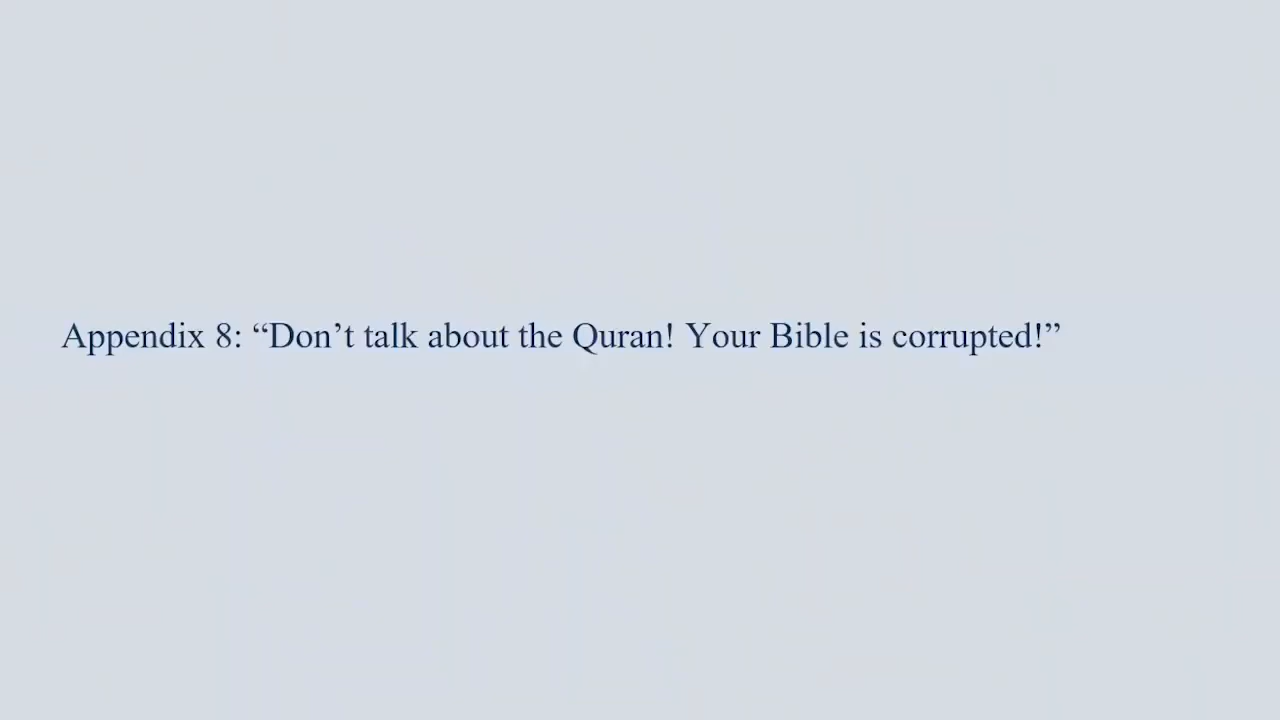 Appendix 8: “Don’t talk about the Quran! Your Bible is corrupted!”